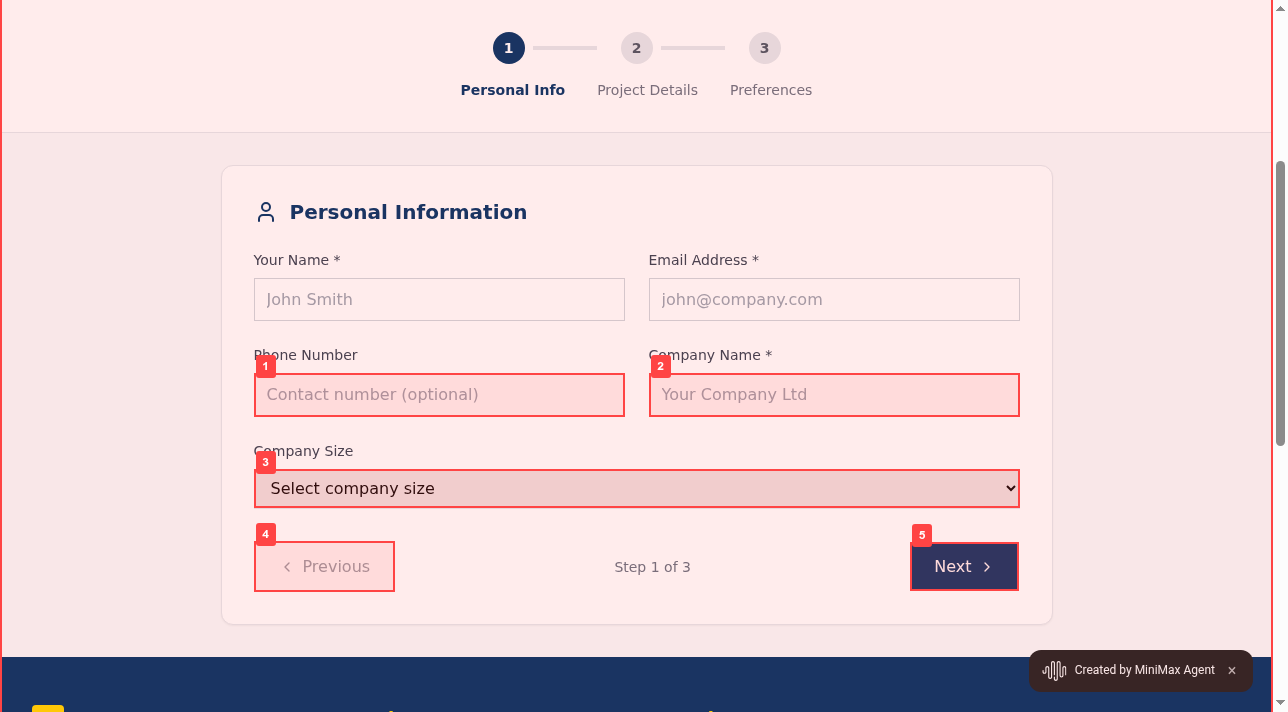 1 2 3
Personal Info Project Details Preferences
Personal Information
Your Name * Email Address *
John Smith john@company.com
Phone Number Company Name *
1 2
Contact number (optional) Your Company Ltd
Company Size
3
Select company size
4 5
Previous Step 1 of 3 Next
Created by MiniMax Agent ×